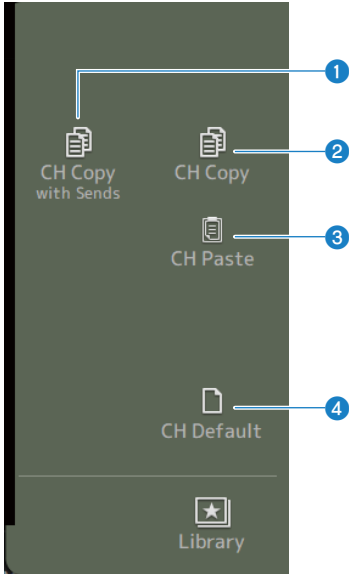 1
2
CH Copy
with Sends
CH Copy
3
CH Paste
4
CH Default
Library